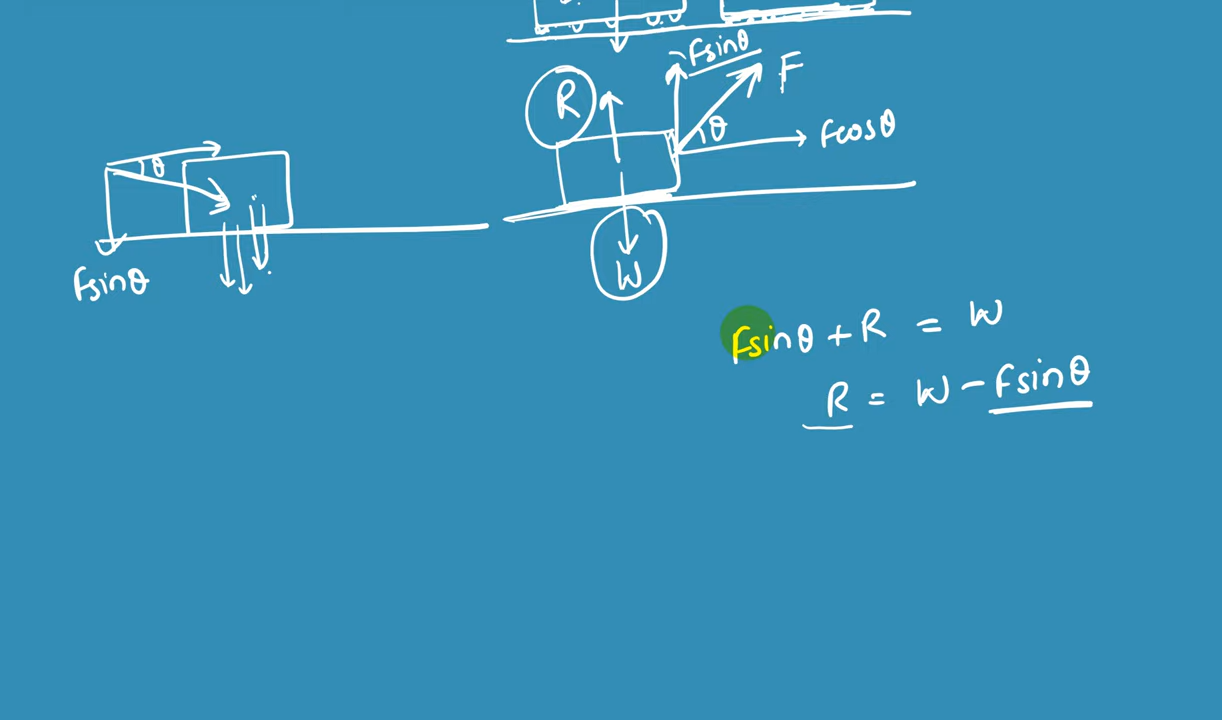 Fsinθ
F
R
θ
Fcosθ
θ
Fsinθ
W
Fsinθ + R = W
R = W - Fsinθ